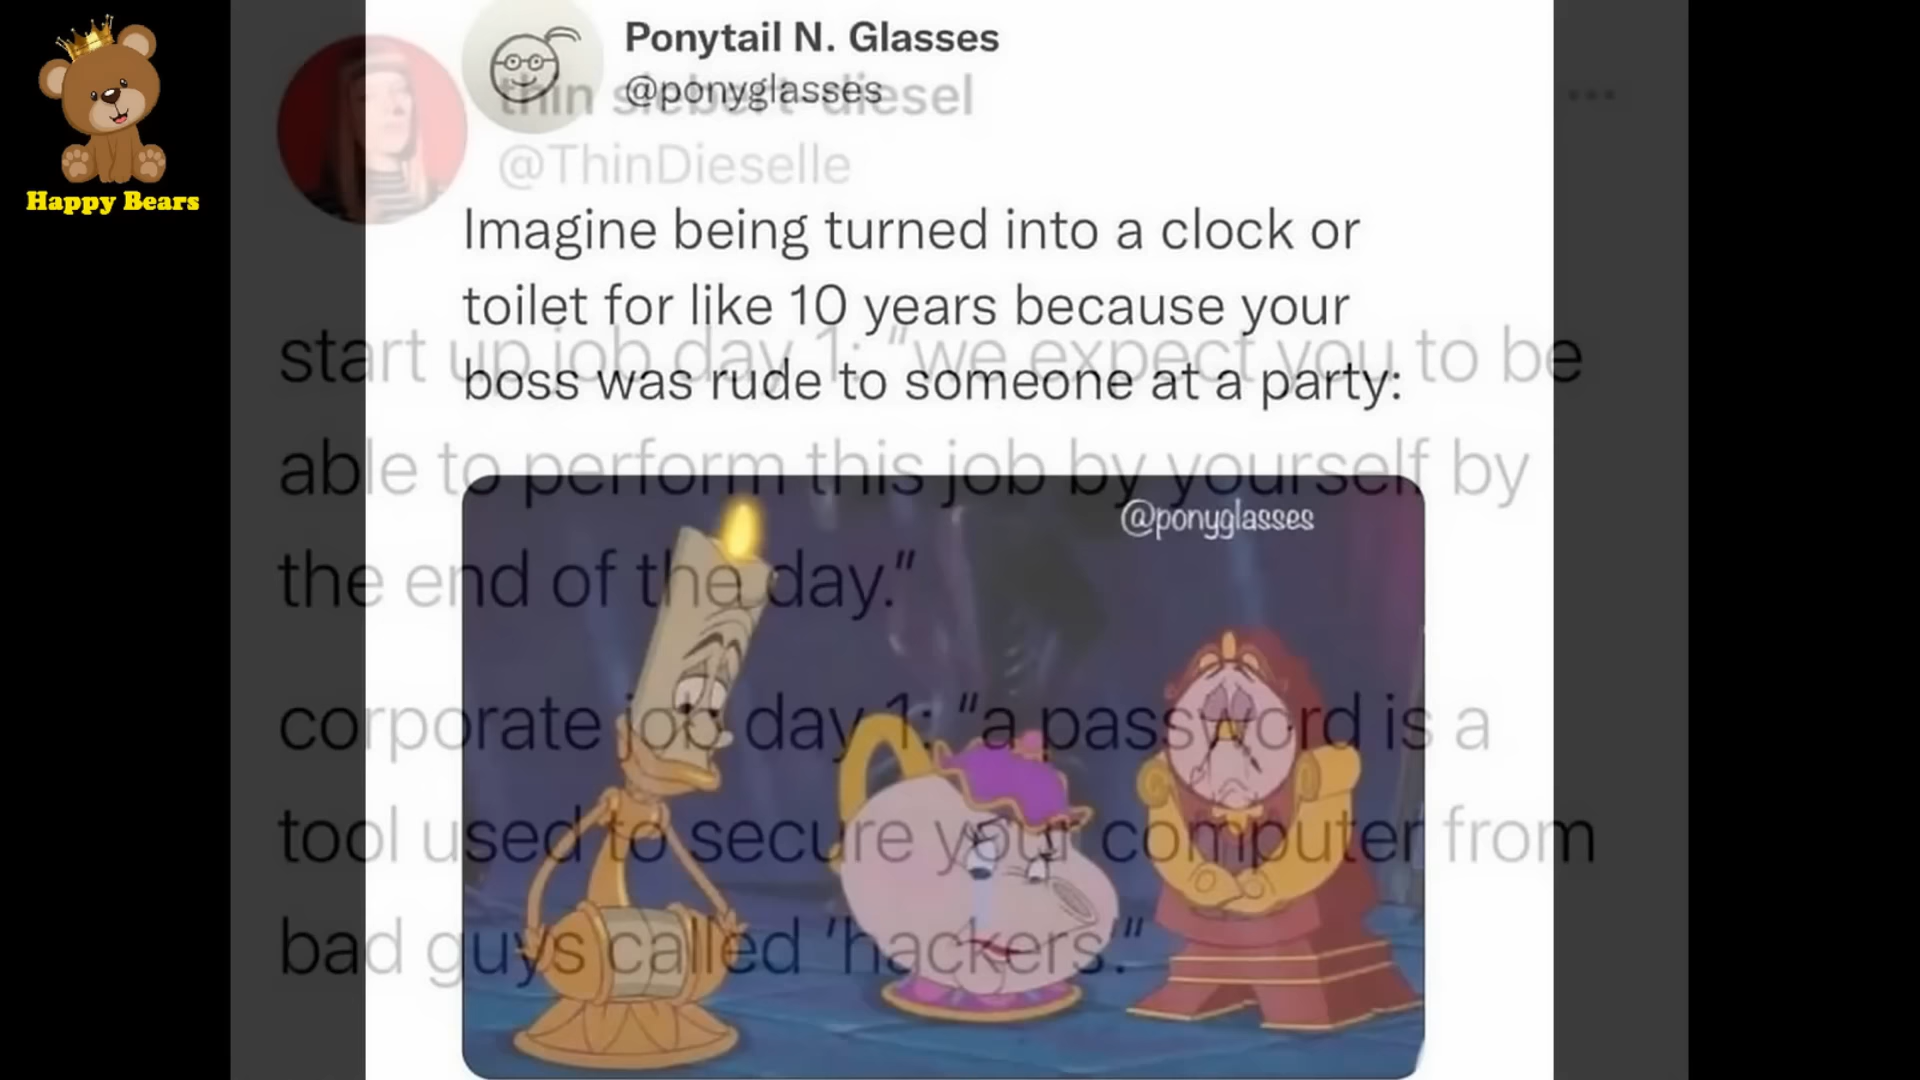 Happy Bears
Ponytail N. Glasses
@ponyglasses
Imagine being turned into a clock or
toilet for like 10 years because your
boss was rude to someone at a party:
@ponyglasses
thin siebert-diesel
@ThinDieselle
start up job day 1: "we expect you to be
able to perform this job by yourself by
the end of the day."
corporate job day 1: "a password is a
tool used to secure your computer from
bad guys called 'hackers.'"